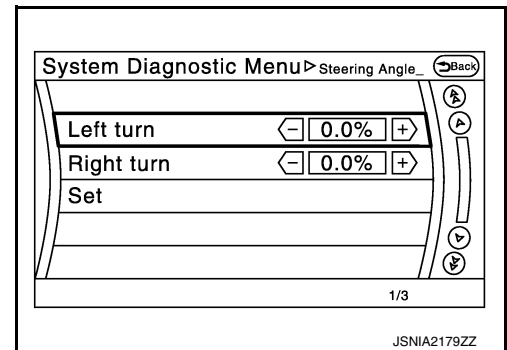 System Diagnostic Menu▷Steering Angle_ Back
Left turn − 0.0% +
Right turn − 0.0% +
Set
1/3
JSNIA2179ZZ